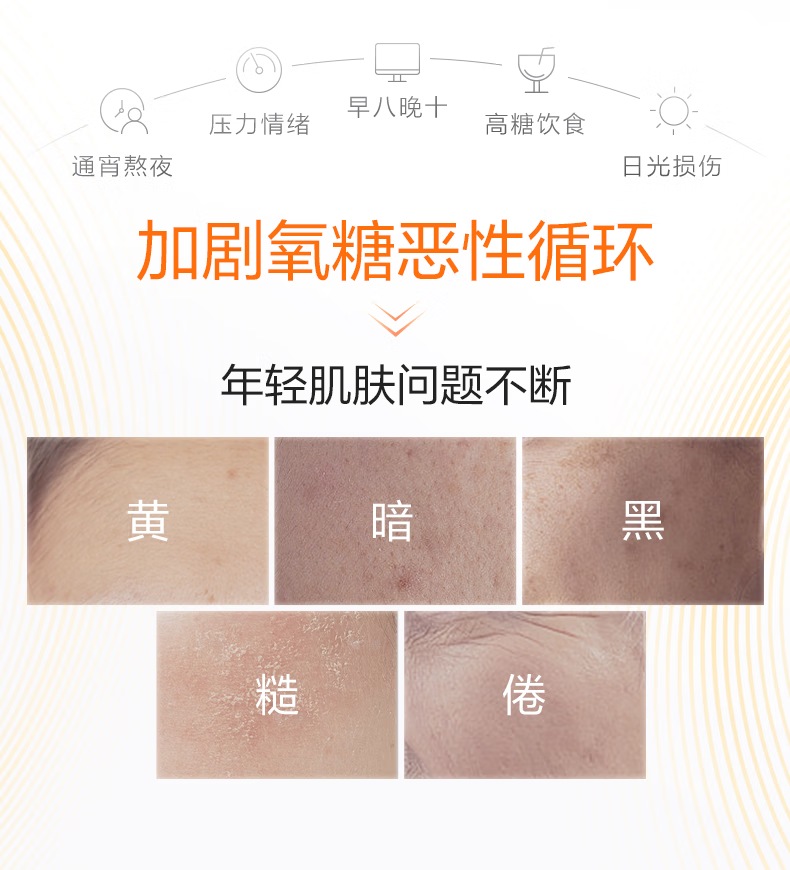 通宵熬夜
压力情绪
早八晚十
高糖饮食
日光损伤
加剧氧糖恶性循环
年轻肌肤问题不断
黄
暗
黑
糙
倦